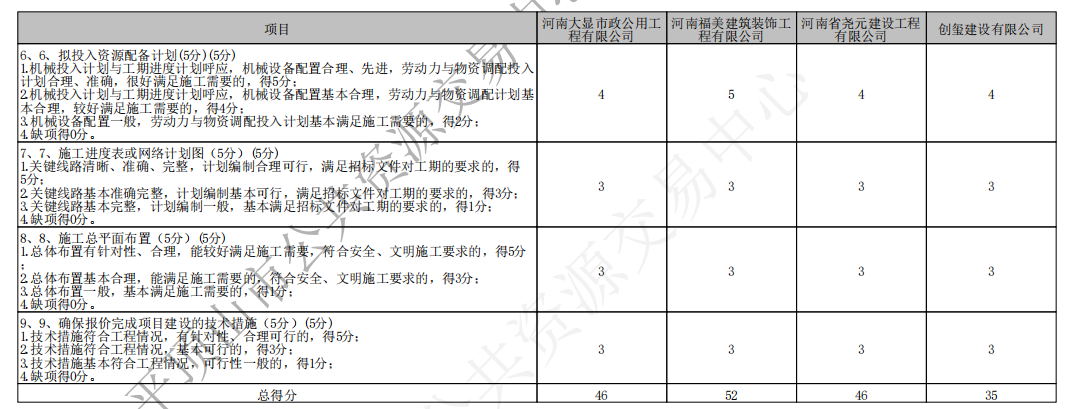 项目
河南大显市政公用工
程有限公司
河南福美建筑装饰工
程有限公司
河南省尧元建设工程
有限公司
创玺建设有限公司
6、6、拟投入资源配备计划(5分)(5分)
1.机械投入计划与工期进度计划呼应，机械设备配置合理、先进，劳动力与物资调配投入
计划合理、准确，很好满足施工需要的，得5分；
2.机械投入计划与工期进度计划呼应，机械设备配置基本合理，劳动力与物资调配计划基
本合理，较好满足施工需要的，得4分；
3.机械设备配置一般，劳动力与物资调配投入计划基本满足施工需要的，得2分；
4.缺项得0分。
4
5
4
4
7、7、施工进度表或网络计划图（5分）(5分)
1.关键线路清晰、准确、完整，计划编制合理可行，满足招标文件对工期的要求的，得
5分；
2.关键线路基本准确完整，计划编制基本可行，满足招标文件对工期的要求的，得3分；
3.关键线路基本完整，计划编制一般，基本满足招标文件对工期的要求的，得1分；
4.缺项得0分。
3
3
3
3
8、8、施工总平面布置（5分）(5分)
1.总体布置有针对性、合理，能较好满足施工需要，符合安全、文明施工要求的，得5分
；
2.总体布置基本合理，能满足施工需要的，符合安全、文明施工要求的，得3分；
3.总体布置一般，基本满足施工需要的，得1分；
4.缺项得0分。
3
3
3
3
9、9、确保报价完成项目建设的技术措施（5分）(5分)
1.技术措施符合工程情况，有针对性，合理可行的，得5分；
2.技术措施符合工程情况，基本可行的，得3分；
3.技术措施基本符合工程情况，可行性一般的，得1分；
4.缺项得0分。
3
3
3
3
总得分
46
52
46
35
平顶山市公共资源交易中心
公共资源交易中心